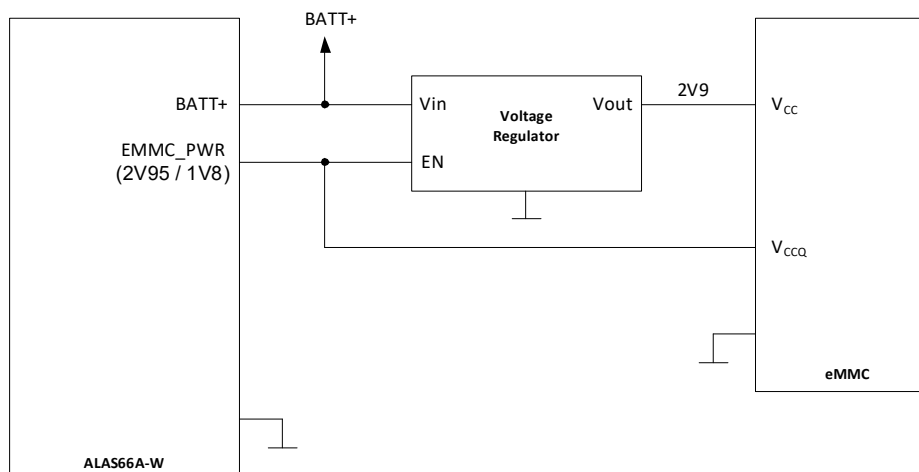 BATT+
BATT+
Vin
Vout
2V9
VCC
Voltage
Regulator
EMMC_PWR
(2V95 / 1V8)
EN
VCCQ
eMMC
ALAS66A-W